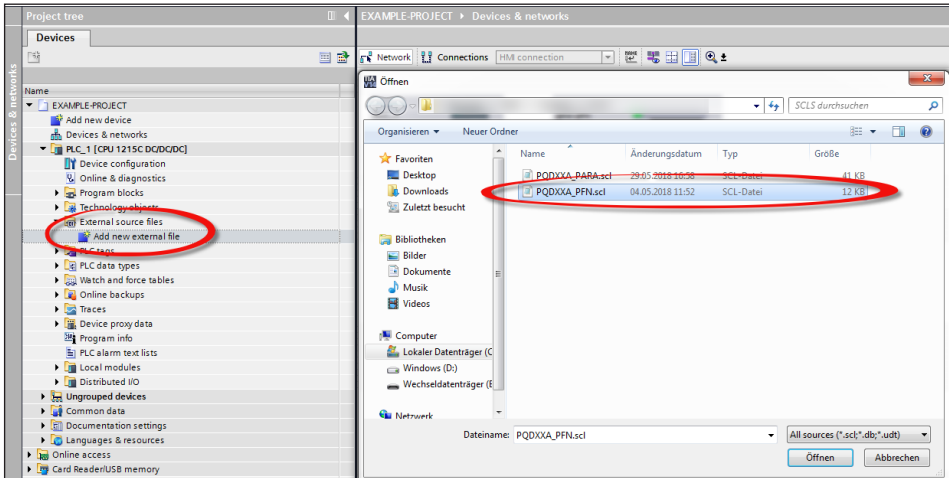 Project tree
Devices
Name
EXAMPLE-PROJECT
Add new device
Devices & networks
PLC_1 [CPU 1215C DC/DC/DC]
Device configuration
Online & diagnostics
Program blocks
Technology objects
External source files
Add new external file
PLC tags
PLC data types
Watch and force tables
Online backups
Traces
Device proxy data
Program info
PLC alarm text lists
Local modules
Distributed I/O
Ungrouped devices
Common data
Documentation settings
Languages & resources
Online access
Card Reader/USB memory
Devices & networks
EXAMPLE-PROJECT Devices & networks
Network Connections HMI connection
Öffnen
SCLS durchsuchen
Organisieren Neuer Ordner
Favoriten
Desktop
Downloads
Zuletzt besucht
Bibliotheken
Bilder
Dokumente
Musik
Videos
Computer
Lokaler Datenträger (C
Windows (D:)
Wechseldatenträger (E
Netzwerk
Name Änderungsdatum Typ Größe
PQDXXA_PARA.scl 29.05.2018 16:58 SCL-Datei 41 KB
PQDXXA_PFN.scl 04.05.2018 11:52 SCL-Datei 12 KB
Dateiname: PQDXXA_PFN.scl All sources (*.scl;*.db;*.udt)
Öffnen Abbrechen